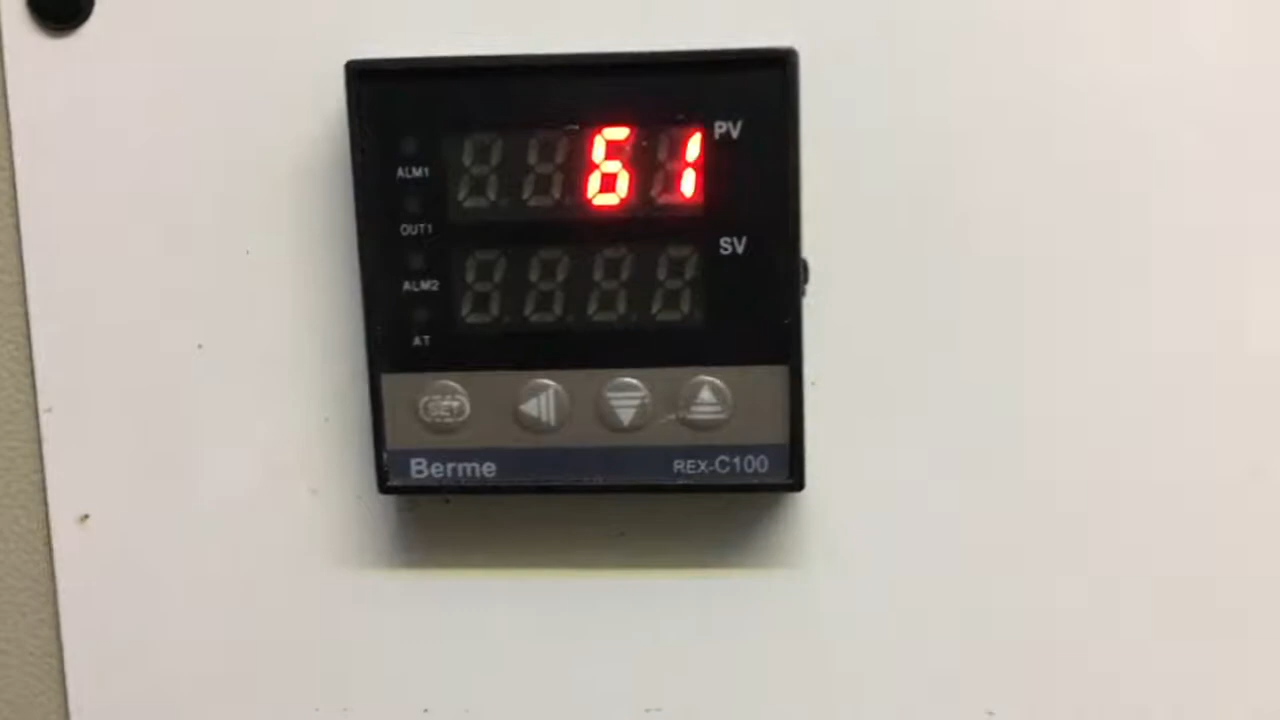 61 PV
ALM1
OUT1
SV
ALM2
AT
SET
Berme REX-C100